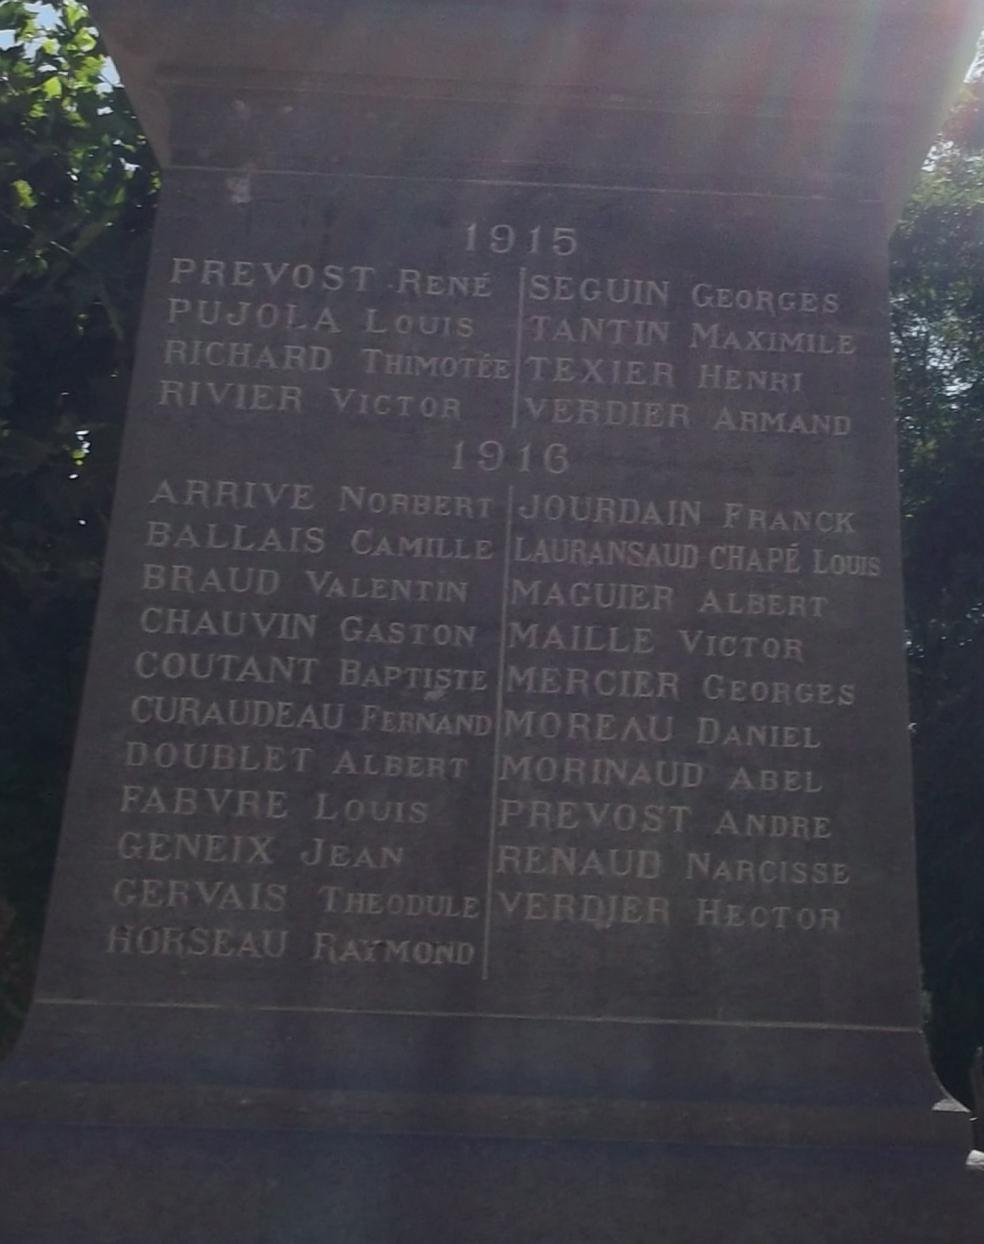 1915
PREVOST RENÉ
PUJOLA LOUIS
RICHARD THIMOTÉE
RIVIER VICTOR
SEGUIN GEORGES
TANTIN MAXIMILE
TEXIER HENRI
VERDIER ARMAND
1916
ARRIVE NORBERT
BALLAIS CAMILLE
BRAUD VALENTIN
CHAUVIN GASTON
COUTANT BAPTISTE
CURAUDEAU FERNAND
DOUBLET ALBERT
FABVRE LOUIS
GENEIX JEAN
GERVAIS THEODULE
HORSEAU RAYMOND
JOURDAIN FRANCK
LAURANSAUD CHAPÉ LOUIS
MAGUIER ALBERT
MAILLE VICTOR
MERCIER GEORGES
MOREAU DANIEL
MORINAUD ABEL
PREVOST ANDRE
RENAUD NARCISSE
VERDIER HECTOR